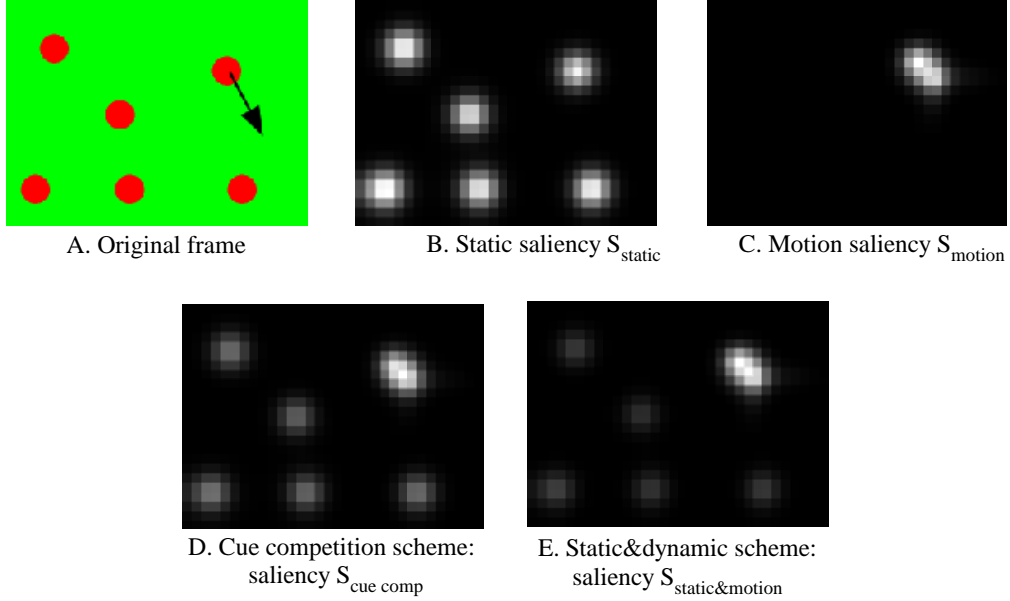 A. Original frame
B. Static saliency S_static
C. Motion saliency S_motion
D. Cue competition scheme:
saliency S_cue comp
E. Static&dynamic scheme:
saliency S_static&motion